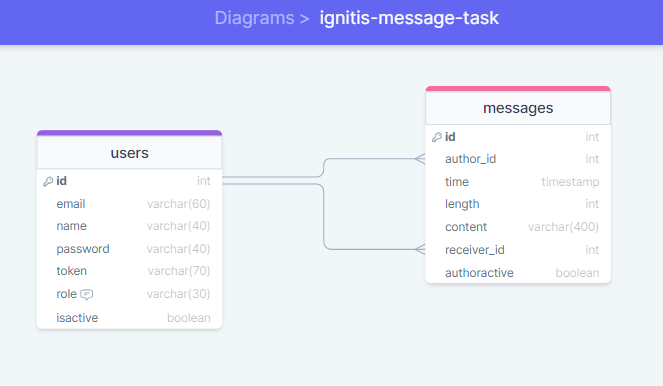 Diagrams > ignitis-message-task
users
id int
email varchar(60)
name varchar(40)
password varchar(40)
token varchar(70)
role varchar(30)
isactive boolean
messages
id int
author_id int
time timestamp
length int
content varchar(400)
receiver_id int
authoractive boolean